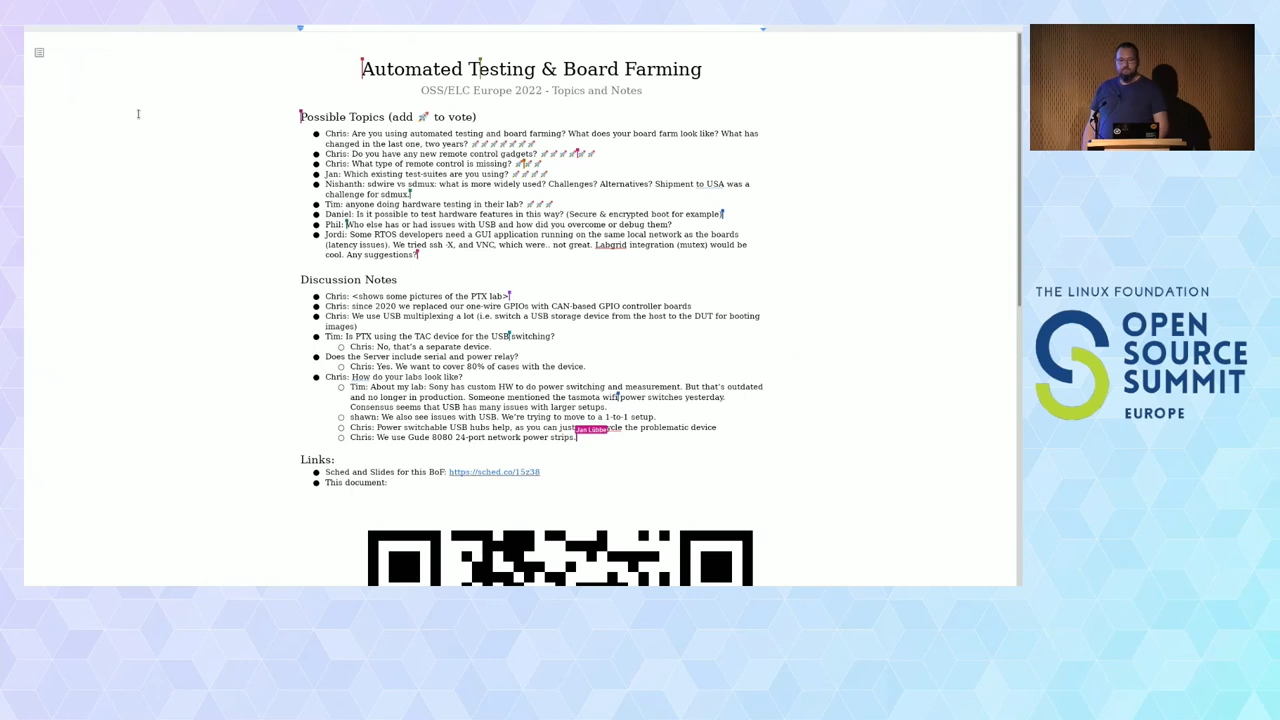 Automated Testing & Board Farming
OSS/ELC Europe 2022 - Topics and Notes
Possible Topics (add 🚀 to vote)
● Chris: Are you using automated testing and board farming? What does your board farm look like? What has
changed in the last one, two years? 🚀🚀🚀🚀🚀🚀🚀
● Chris: Do you have any new remote control gadgets? 🚀🚀🚀🚀🚀🚀
● Chris: What type of remote control is missing? 🚀🚀🚀
● Jan: Which existing test-suites are you using? 🚀🚀🚀🚀
● Nishanth: sdwire vs sdmux: what is more widely used? Challenges? Alternatives? Shipment to USA was a
challenge for sdmux.
● Tim: anyone doing hardware testing in their lab? 🚀🚀🚀
● Daniel: Is it possible to test hardware features in this way? (Secure & encrypted boot for example)
● Phil: Who else has or had issues with USB and how did you overcome or debug them?
● Jordi: Some RTOS developers need a GUI application running on the same local network as the boards
(latency issues). We tried ssh -X, and VNC, which were.. not great. Labgrid integration (mutex) would be
cool. Any suggestions?
Discussion Notes
● Chris: <shows some pictures of the PTX lab>
● Chris: since 2020 we replaced our one-wire GPIOs with CAN-based GPIO controller boards
● Chris: We use USB multiplexing a lot (i.e. switch a USB storage device from the host to the DUT for booting
images)
● Tim: Is PTX using the TAC device for the USB switching?
○ Chris: No, that's a separate device.
● Does the Server include serial and power relay?
○ Chris: Yes. We want to cover 80% of cases with the device.
● Chris: How do your labs look like?
○ Tim: About my lab: Sony has custom HW to do power switching and measurement. But that's outdated
and no longer in production. Someone mentioned the tasmota wifi power switches yesterday.
Consensus seems that USB has many issues with larger setups.
○ shawn: We also see issues with USB. We're trying to move to a 1-to-1 setup.
○ Chris: Power switchable USB hubs help, as you can just cycle the problematic device
Jan Lübbe
○ Chris: We use Gude 8080 24-port network power strips.
Links:
● Sched and Slides for this BoF: https://sched.co/15z38
● This document:
THE LINUX FOUNDATION
OPEN
SOURCE
SUMMIT
EUROPE